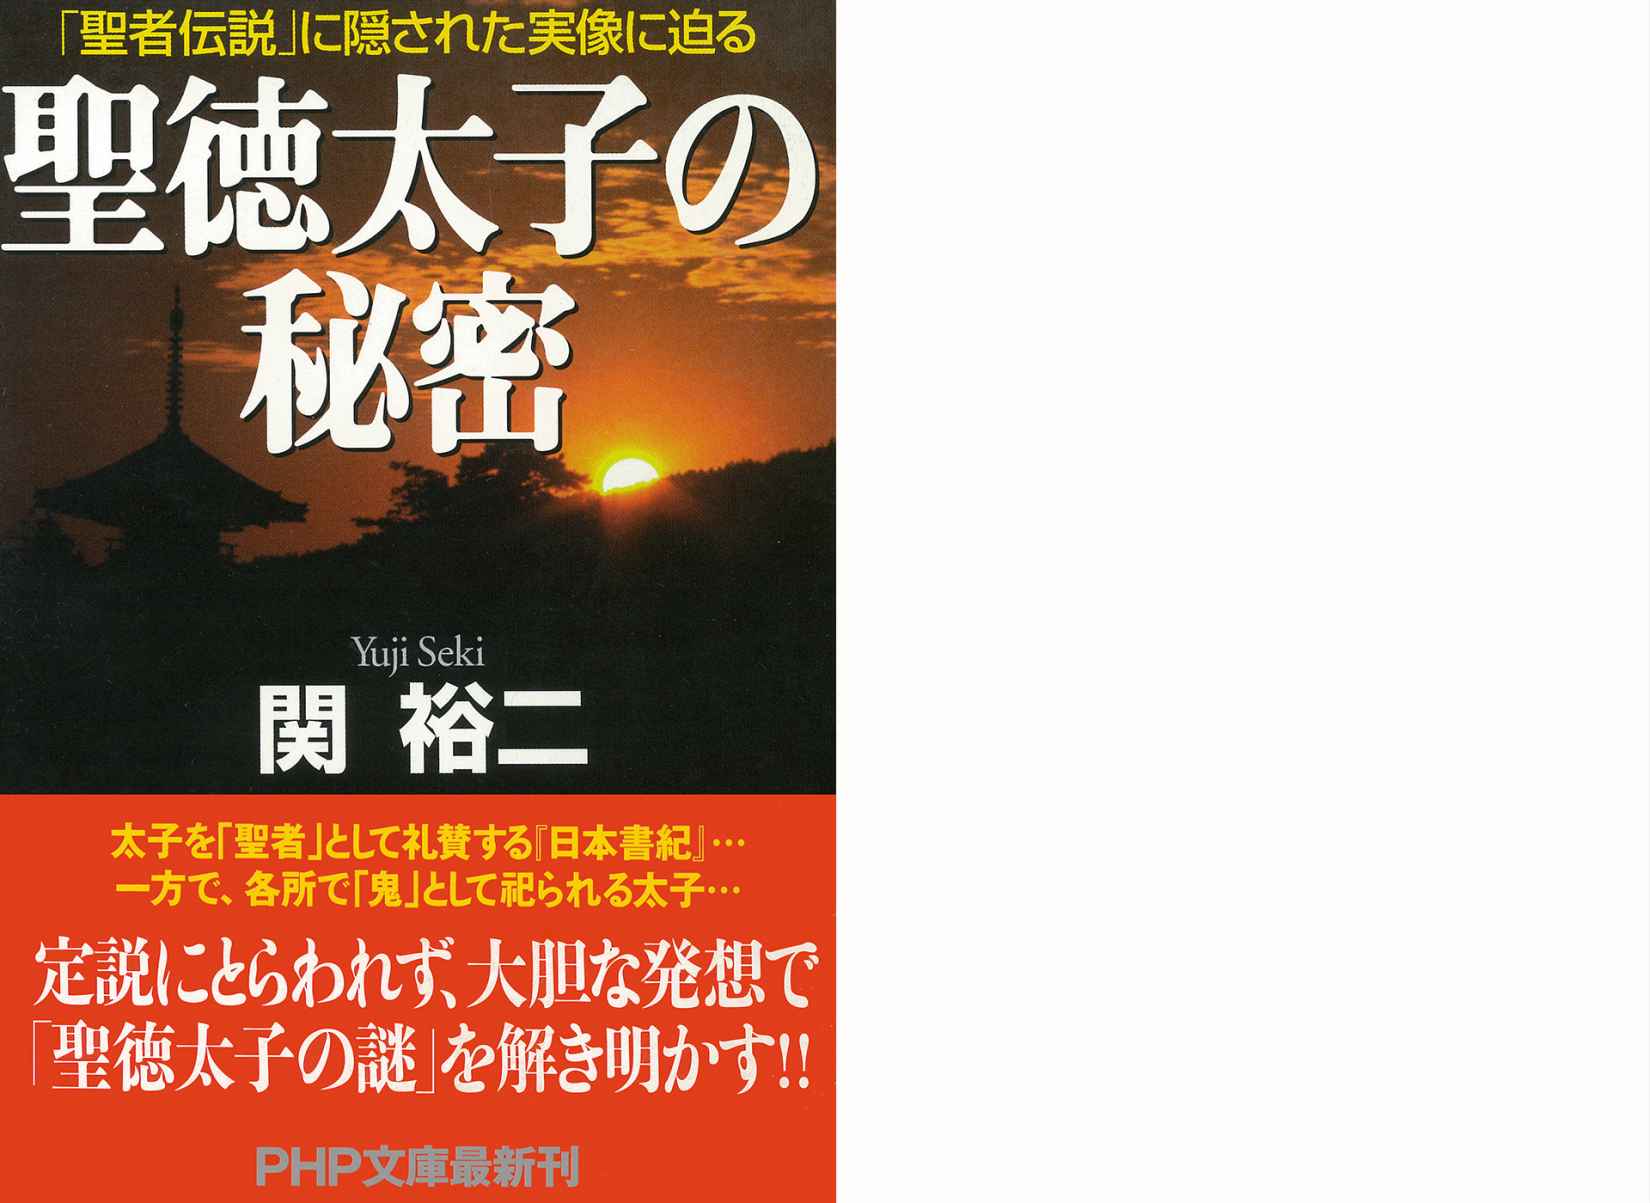 「聖者伝説」に隠された実像に迫る
聖徳太子の
秘密
Yuji Seki
関 裕二
太子を「聖者」として礼賛する『日本書紀』…
一方で、各所で「鬼」として祀られる太子…
定説にとらわれず、大胆な発想で
「聖徳太子の謎」を解き明かす!!
PHP文庫最新刊